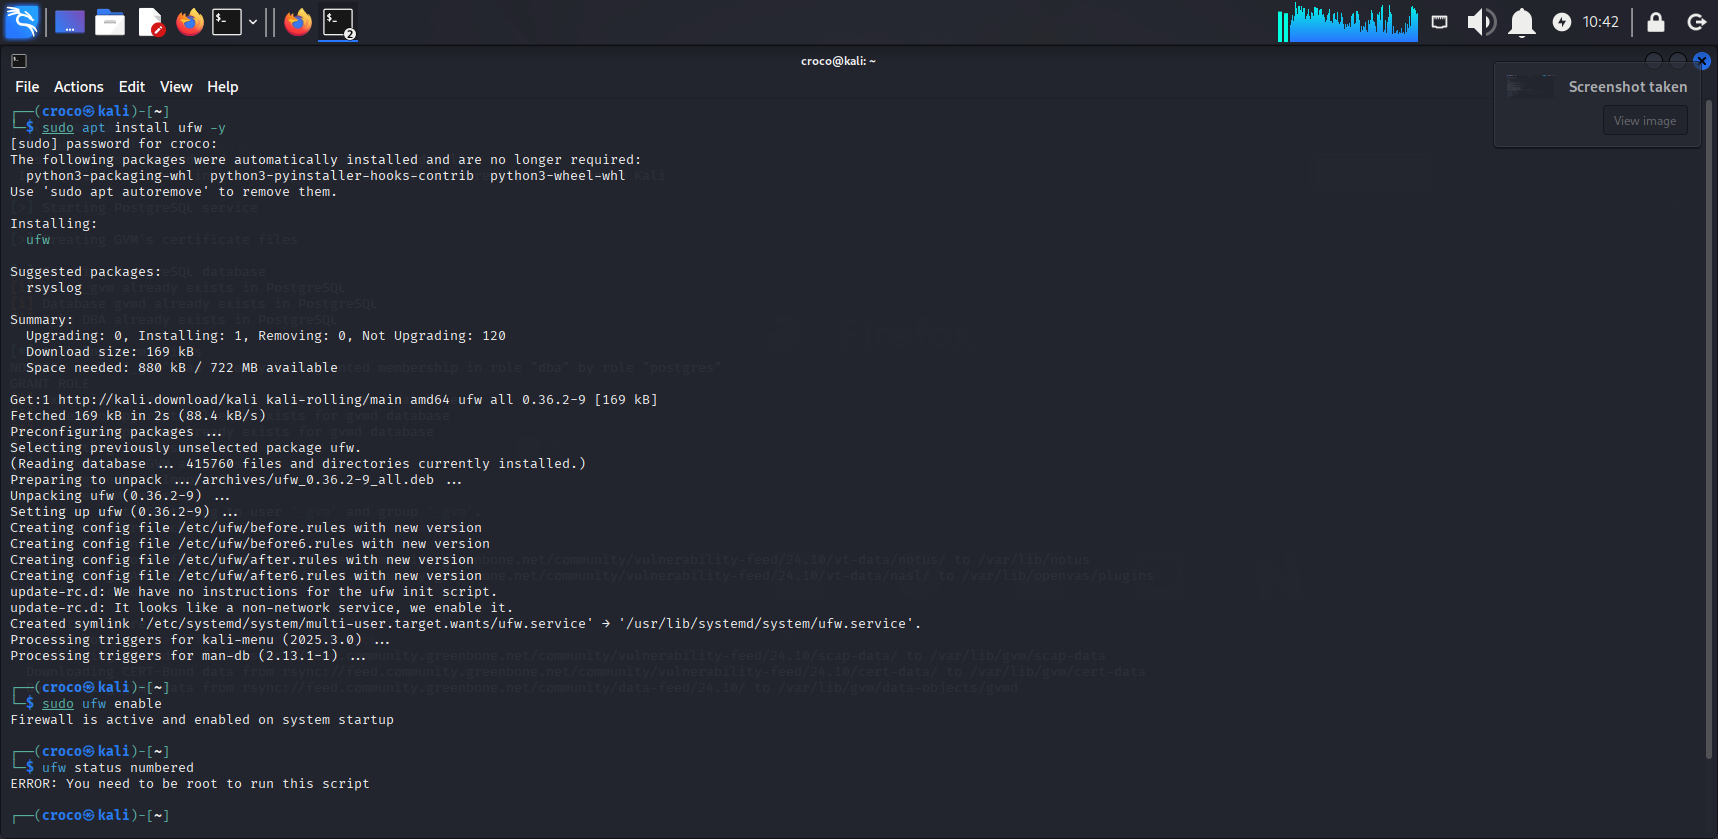 10:42
croco@kali: ~
File Actions Edit View Help
Screenshot taken
View image
┌──(croco㉿kali)-[~]
└─$ sudo apt install ufw -y
[sudo] password for croco:
The following packages were automatically installed and are no longer required:
  python3-packaging-whl  python3-pyinstaller-hooks-contrib  python3-wheel-whl
Use 'sudo apt autoremove' to remove them.
Installing:
  ufw
Suggested packages:
  rsyslog
Summary:
  Upgrading: 0, Installing: 1, Removing: 0, Not Upgrading: 120
  Download size: 169 kB
  Space needed: 880 kB / 722 MB available
Get:1 http://kali.download/kali kali-rolling/main amd64 ufw all 0.36.2-9 [169 kB]
Fetched 169 kB in 2s (88.4 kB/s)
Preconfiguring packages ...
Selecting previously unselected package ufw.
(Reading database ... 415760 files and directories currently installed.)
Preparing to unpack .../archives/ufw_0.36.2-9_all.deb ...
Unpacking ufw (0.36.2-9) ...
Setting up ufw (0.36.2-9) ...
Creating config file /etc/ufw/before.rules with new version
Creating config file /etc/ufw/before6.rules with new version
Creating config file /etc/ufw/after.rules with new version
Creating config file /etc/ufw/after6.rules with new version
update-rc.d: We have no instructions for the ufw init script.
update-rc.d: It looks like a non-network service, we enable it.
Created symlink '/etc/systemd/system/multi-user.target.wants/ufw.service' → '/usr/lib/systemd/system/ufw.service'.
Processing triggers for kali-menu (2025.3.0) ...
Processing triggers for man-db (2.13.1-1) ...
┌──(croco㉿kali)-[~]
└─$ sudo ufw enable
Firewall is active and enabled on system startup
┌──(croco㉿kali)-[~]
└─$ ufw status numbered
ERROR: You need to be root to run this script
┌──(croco㉿kali)-[~]